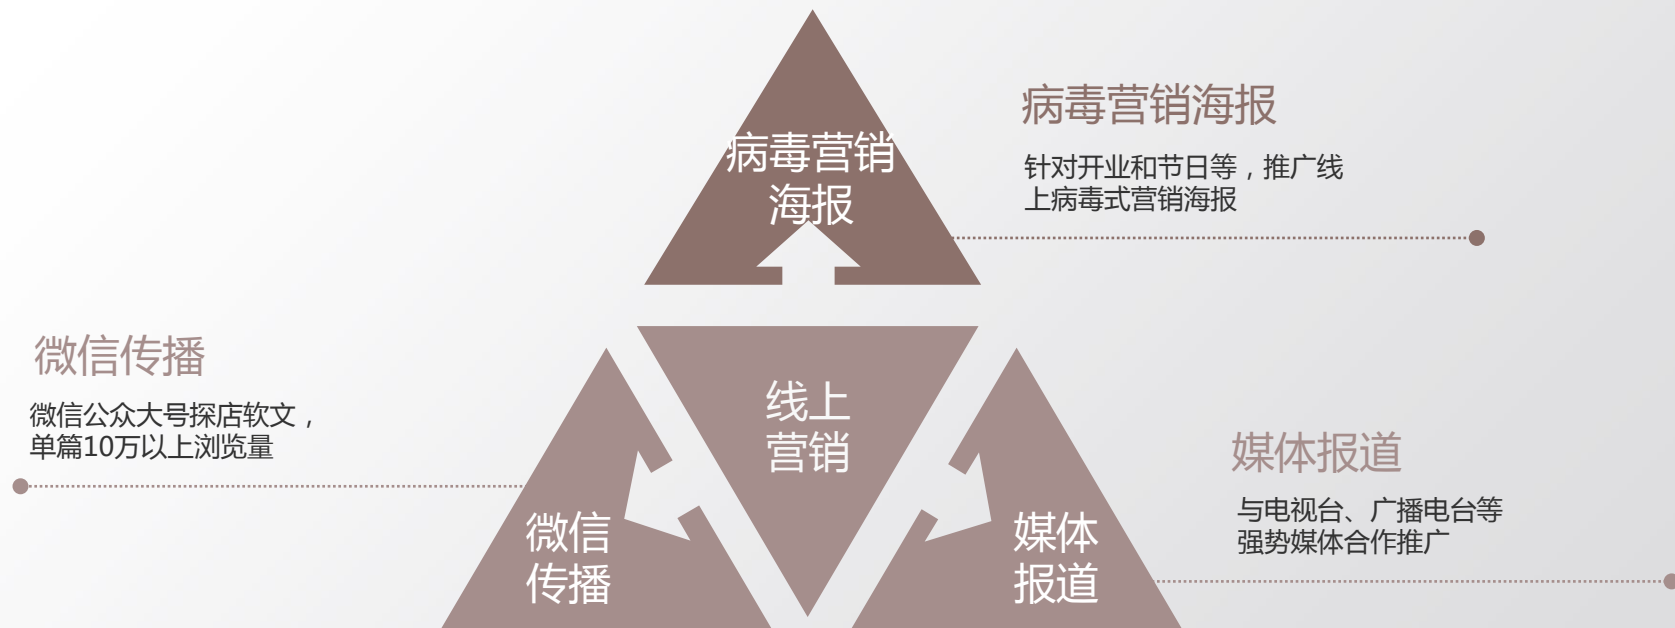 病毒营销
海报
病毒营销海报
针对开业和节日等，推广线
上病毒式营销海报
微信传播
微信公众大号探店软文，
单篇10万以上浏览量
线上
营销
微信
传播
媒体
报道
媒体报道
与电视台、广播电台等
强势媒体合作推广